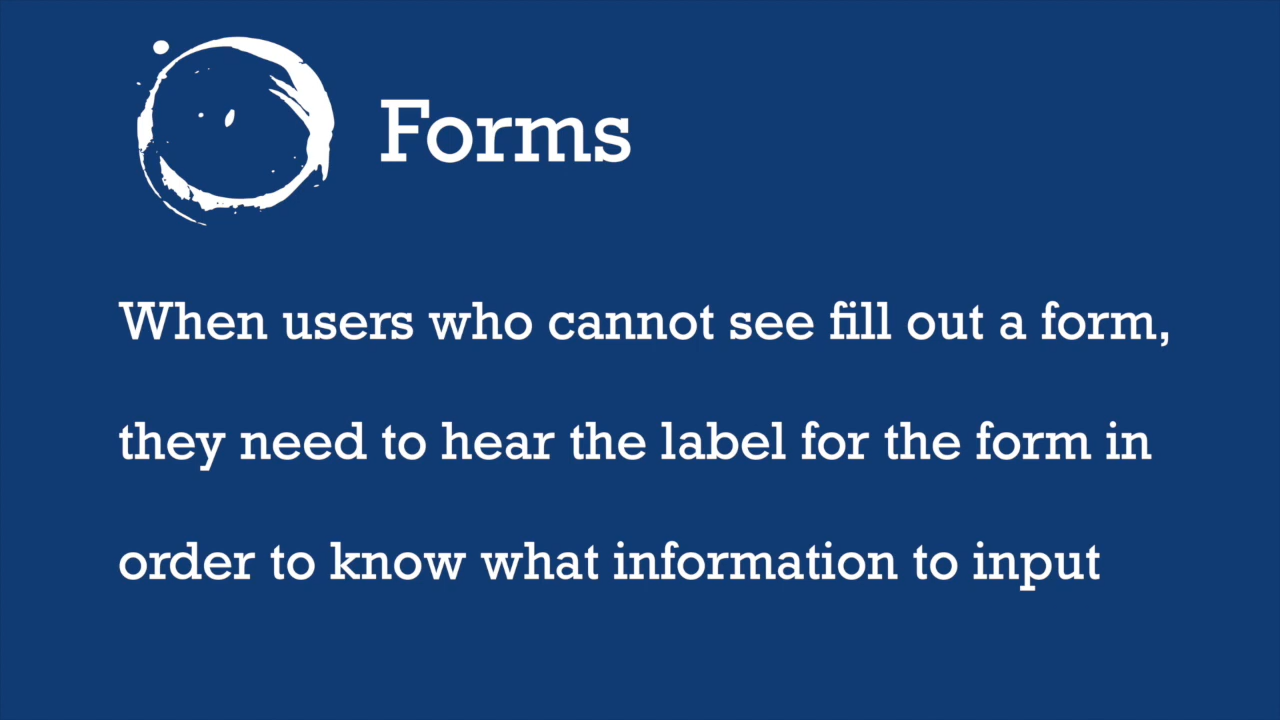 Forms
When users who cannot see fill out a form,
they need to hear the label for the form in
order to know what information to input